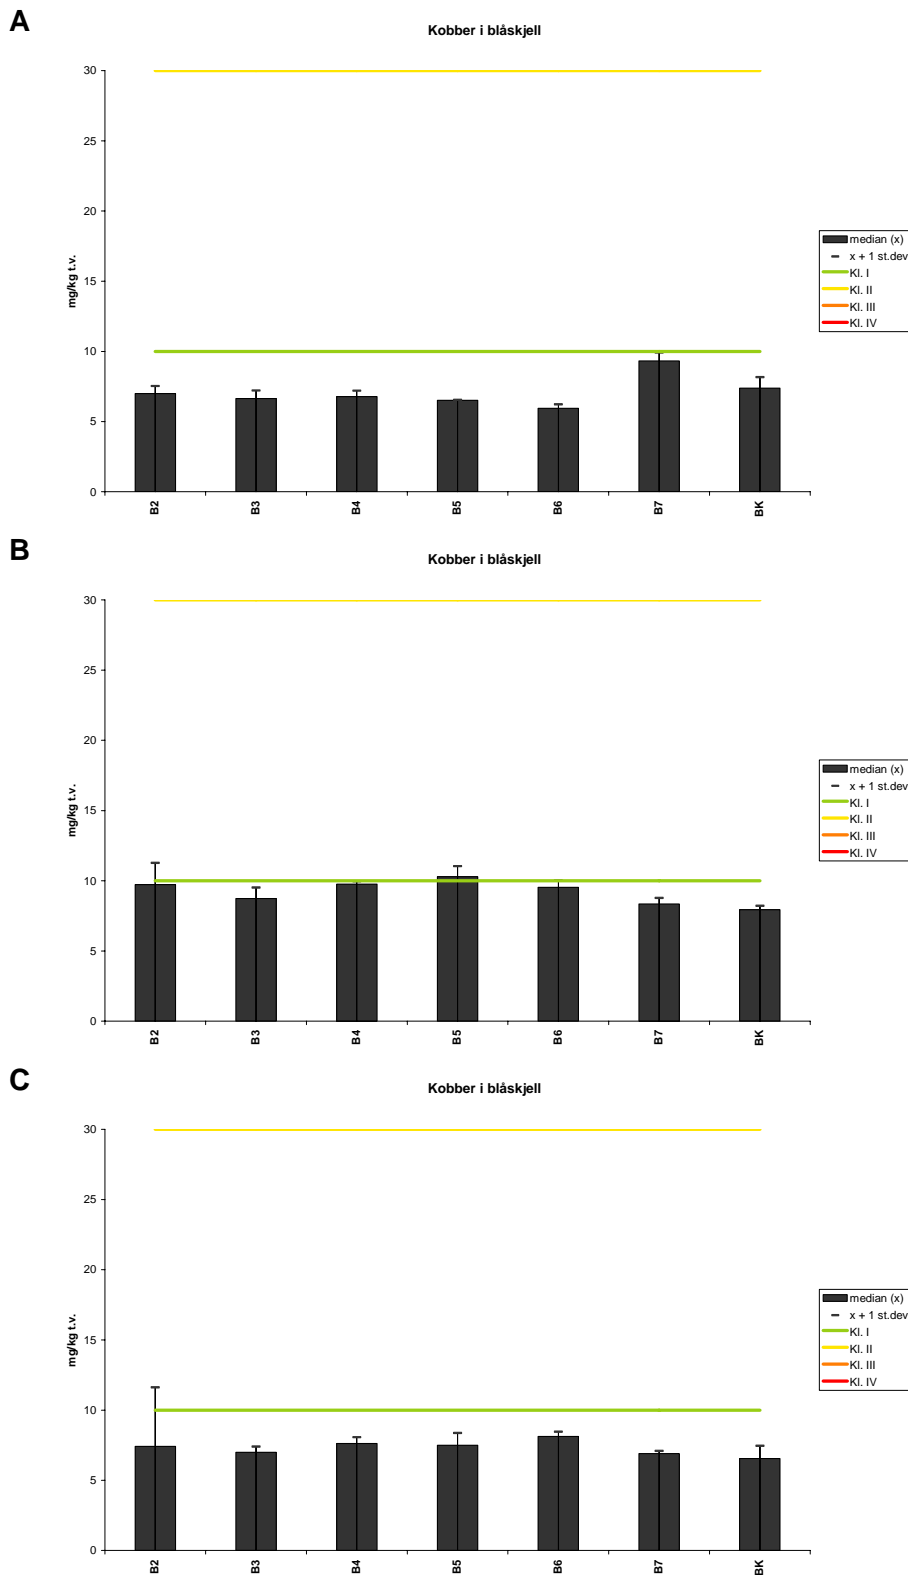 A
Kobber i blåskjell
30
25
20
15
10
5
0
mg/kg t.v.
B2
B3
B4
B5
B6
B7
BK
median (x)
x + 1 st.dev
Kl. I
Kl. II
Kl. III
Kl. IV
B
Kobber i blåskjell
30
25
20
15
10
5
0
mg/kg t.v.
B2
B3
B4
B5
B6
B7
BK
median (x)
x + 1 st.dev
Kl. I
Kl. II
Kl. III
Kl. IV
C
Kobber i blåskjell
30
25
20
15
10
5
0
mg/kg t.v.
B2
B3
B4
B5
B6
B7
BK
median (x)
x + 1 st.dev
Kl. I
Kl. II
Kl. III
Kl. IV